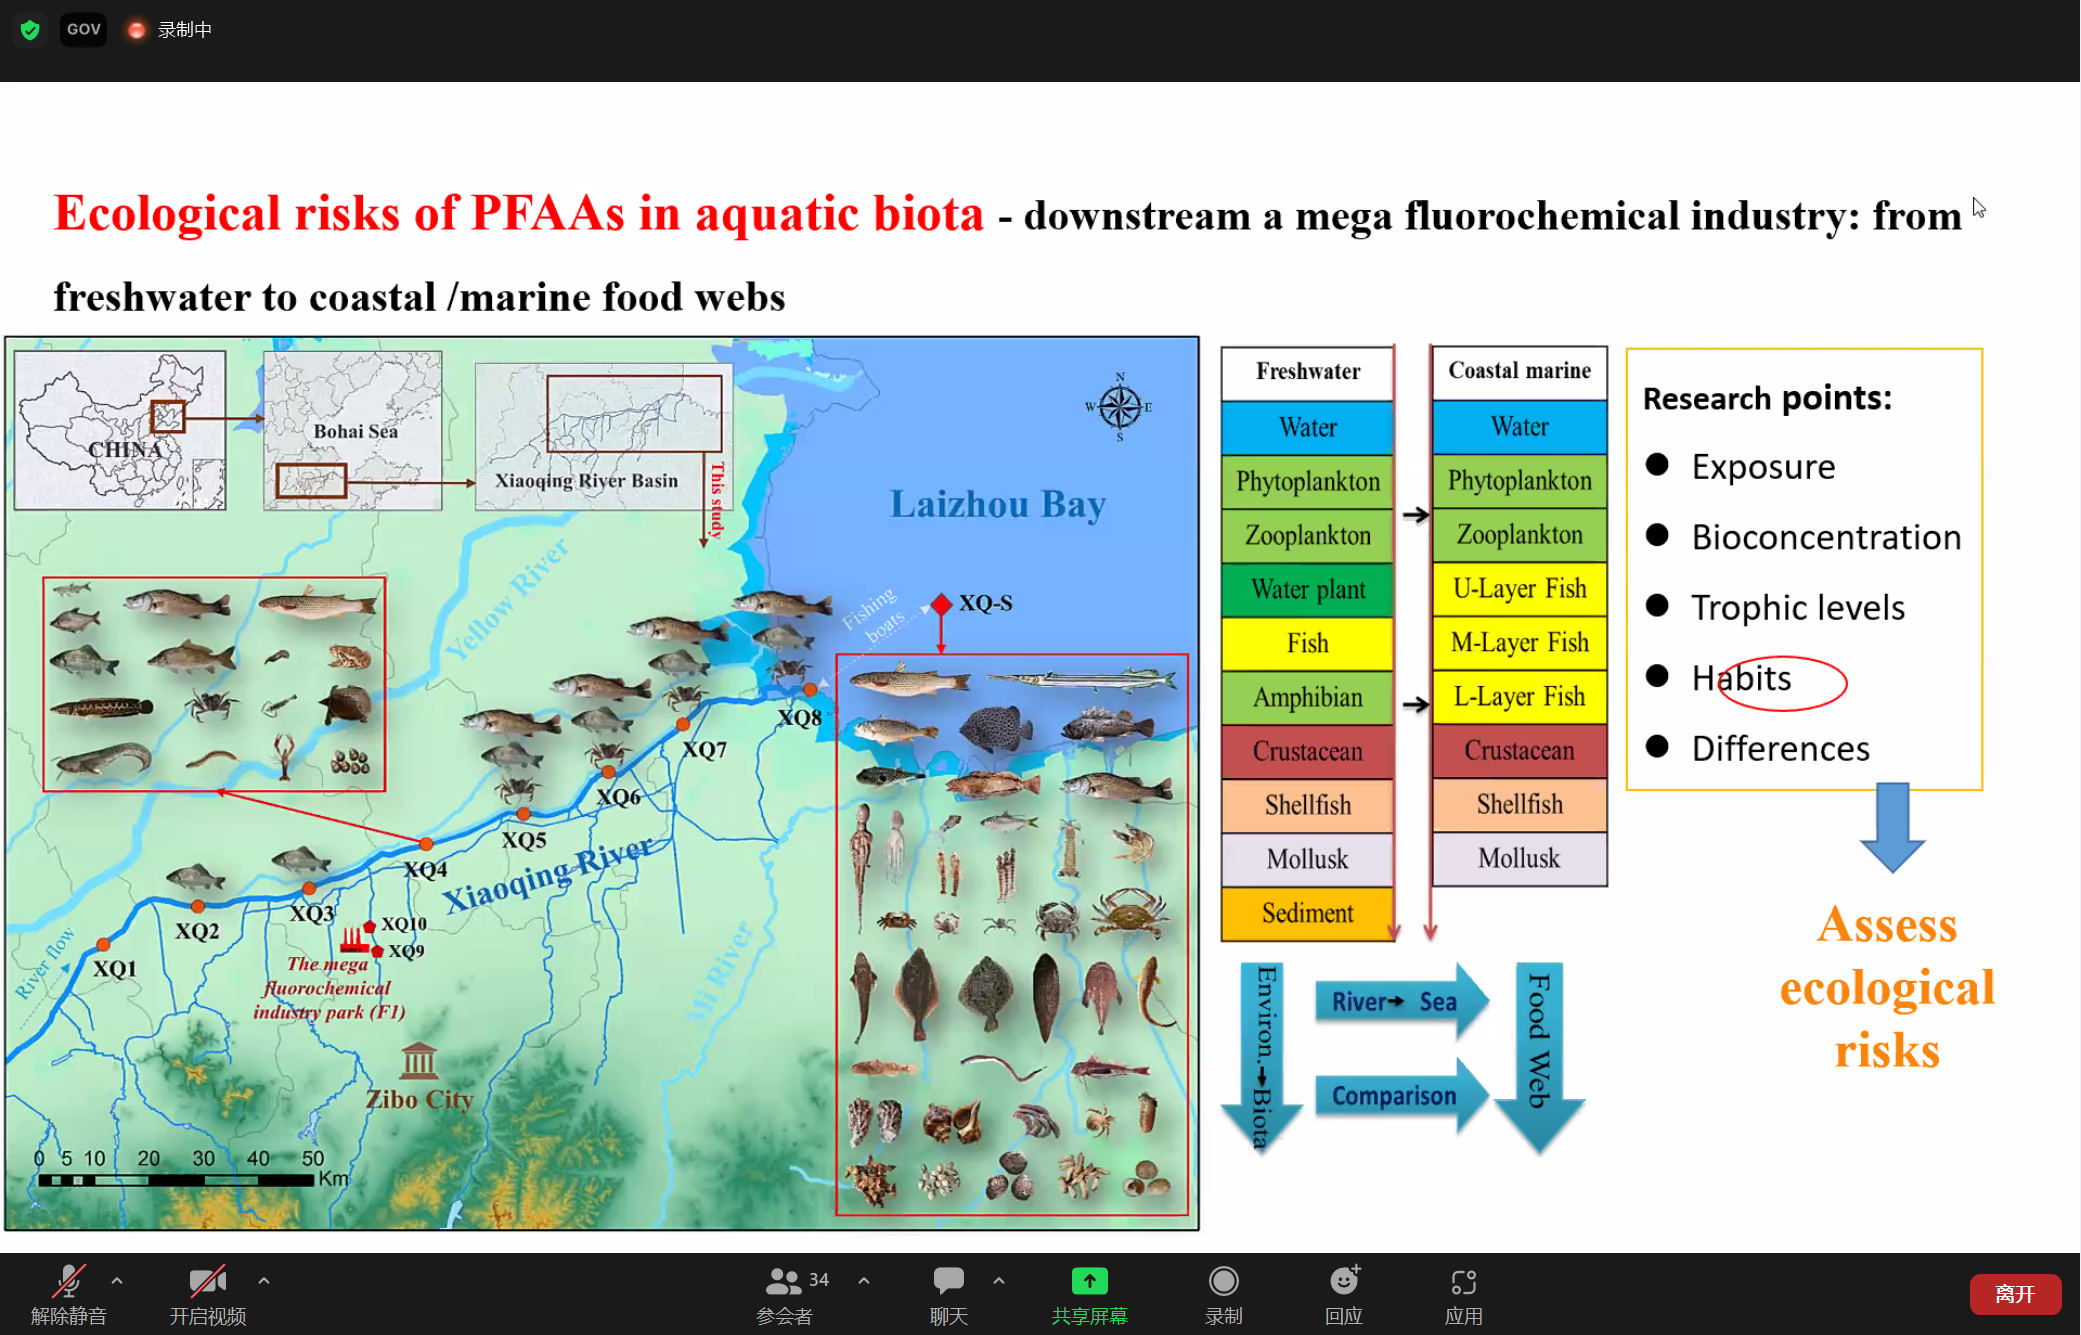 GOV
录制中
Ecological risks of PFAAs in aquatic biota - downstream a mega fluorochemical industry: from
freshwater to coastal /marine food webs
CHINA
Bohai Sea
Xiaoqing River Basin
This study
N
W
E
S
Laizhou Bay
Yellow River
Fishing
boats
XQ-S
XQ8
XQ7
XQ6
XQ5
XQ4
Xiaoqing River
XQ3
XQ2
XQ1
River flow
XQ10
XQ9
The mega
fluorochemical
industry park (F1)
Mi River
Zibo City
0 5 10 20 30 40 50
Km
Freshwater
Water
Phytoplankton
Zooplankton
Water plant
Fish
Amphibian
Crustacean
Shellfish
Mollusk
Sediment
Coastal marine
Water
Phytoplankton
Zooplankton
U-Layer Fish
M-Layer Fish
L-Layer Fish
Crustacean
Shellfish
Mollusk
Environ.→Biota
River→ Sea
Comparison
Food Web
Research points:
● Exposure
● Bioconcentration
● Trophic levels
● Habits
● Differences
Assess
ecological
risks
解除静音
开启视频
34
参会者
聊天
共享屏幕
录制
回应
应用
离开